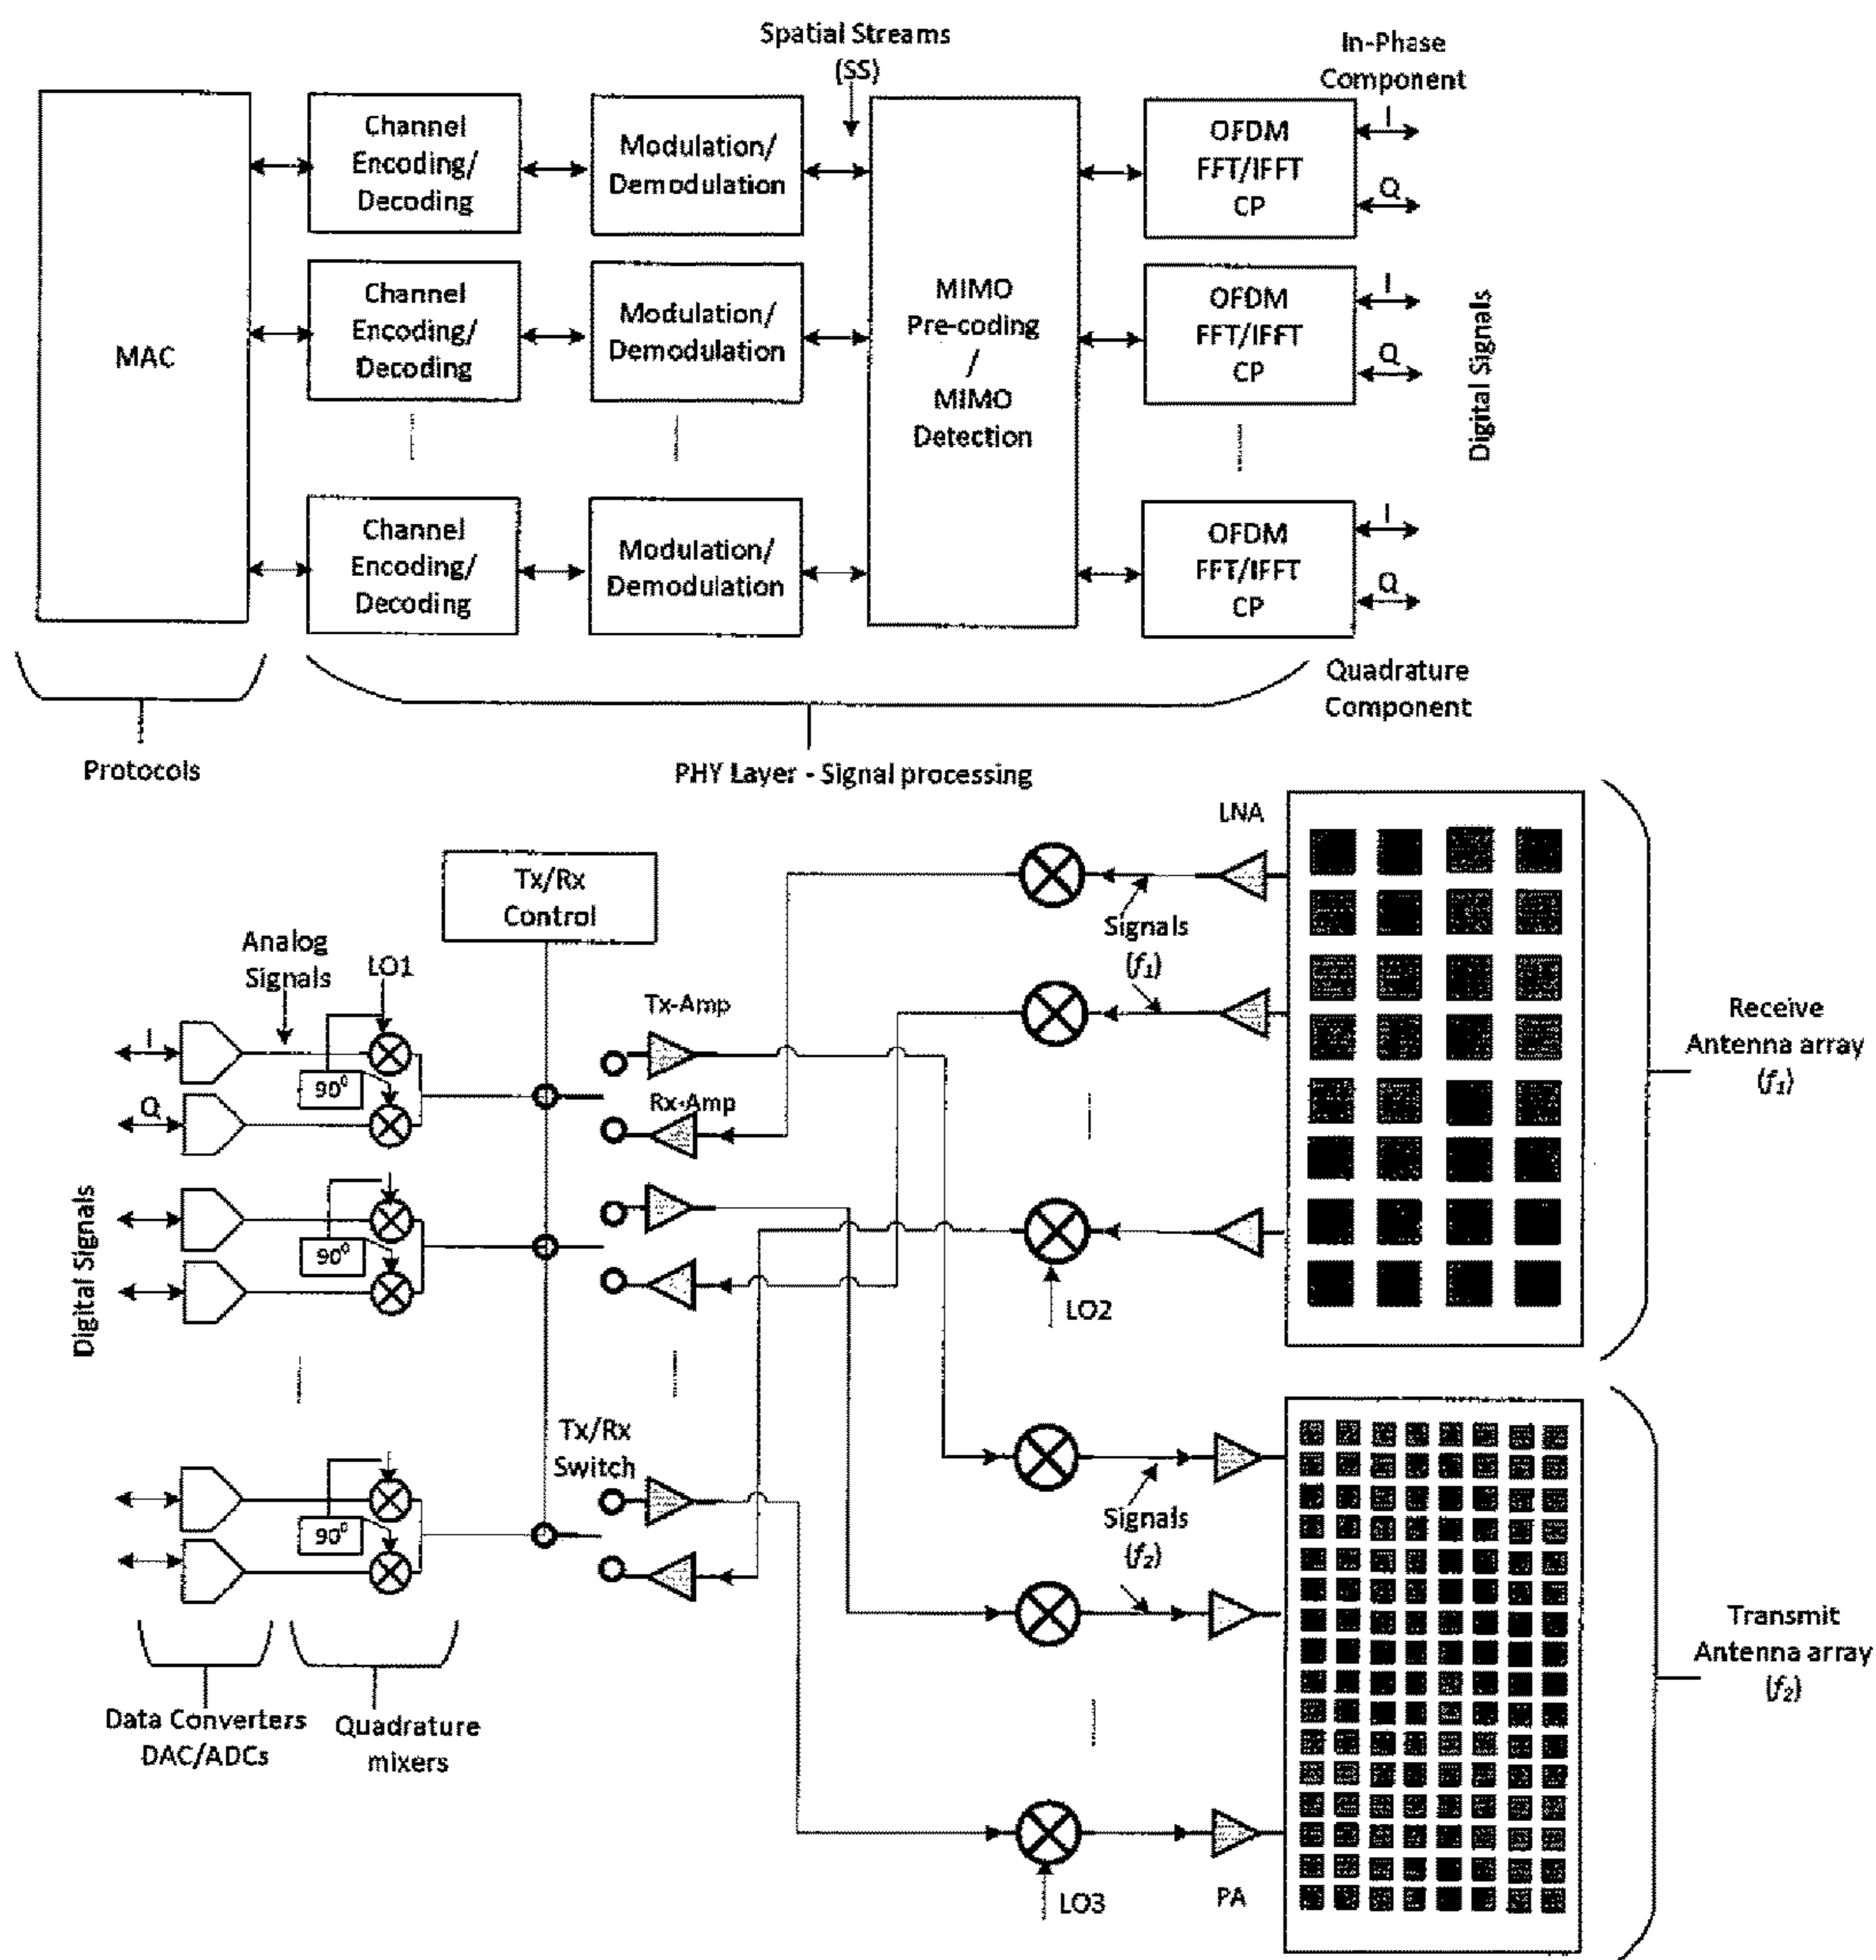 Spatial Streams
(SS)
In-Phase
Component
MAC
Channel
Encoding/
Decoding
Modulation/
Demodulation
OFDM
FFT/IFFT
CP
I
Q
Channel
Encoding/
Decoding
Modulation/
Demodulation
MIMO
Pre-coding
/
MIMO
Detection
OFDM
FFT/IFFT
CP
I
Q
Digital Signals
Channel
Encoding/
Decoding
Modulation/
Demodulation
OFDM
FFT/IFFT
CP
I
Q
Quadrature
Component
Protocols
PHY Layer - Signal processing
LNA
Tx/Rx
Control
Signals
(f1)
Analog
Signals
LO1
Tx-Amp
Receive
Antenna array
(f1)
I
90⁰
Q
Rx-Amp
Digital Signals
90⁰
LO2
Tx/Rx
Switch
90⁰
Signals
(f2)
Transmit
Antenna array
(f2)
Data Converters
DAC/ADCs
Quadrature
mixers
LO3
PA